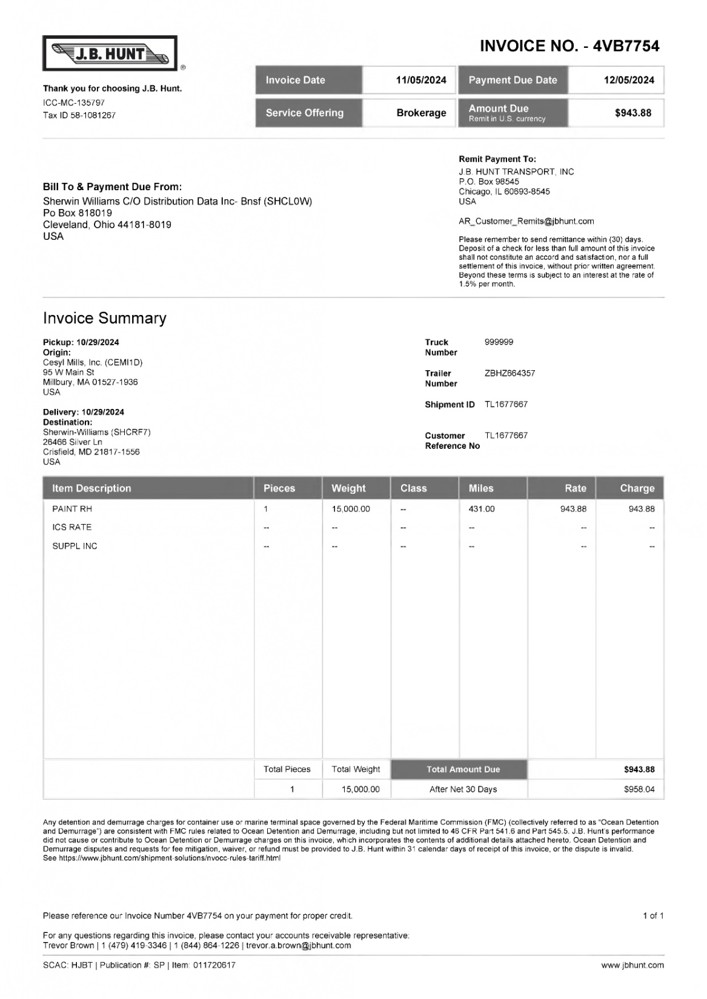 J.B. HUNT
®
INVOICE NO. - 4VB7754
Thank you for choosing J.B. Hunt.
ICC-MC-135797
Tax ID 58-1081267
Invoice Date 11/05/2024 Payment Due Date 12/05/2024
Service Offering Brokerage Amount Due $943.88
Remit in U.S. currency
Bill To & Payment Due From:
Sherwin Williams C/O Distribution Data Inc- Bnsf (SHCL0W)
Po Box 818019
Cleveland, Ohio 44181-8019
USA
Remit Payment To:
J.B. HUNT TRANSPORT, INC
P.O. Box 98545
Chicago, IL 60693-8545
USA
AR_Customer_Remits@jbhunt.com
Please remember to send remittance within (30) days.
Deposit of a check for less than full amount of this invoice
shall not constitute an accord and satisfaction, nor a full
settlement of this invoice, without prior written agreement.
Beyond these terms is subject to an interest at the rate of
1.5% per month.
Invoice Summary
Pickup: 10/29/2024
Origin:
Cesyl Mills, Inc. (CEMI1D)
95 W Main St
Millbury, MA 01527-1936
USA
Delivery: 10/29/2024
Destination:
Sherwin-Williams (SHCRF7)
26466 Silver Ln
Crisfield, MD 21817-1556
USA
Truck 999999
Number
Trailer ZBHZ664357
Number
Shipment ID TL1677667
Customer TL1677667
Reference No
Item Description Pieces Weight Class Miles Rate Charge
PAINT RH 1 15,000.00 -- 431.00 943.88 943.88
ICS RATE -- -- -- -- -- --
SUPPL INC -- -- -- -- -- --
Total Pieces Total Weight Total Amount Due $943.88
1 15,000.00 After Net 30 Days $958.04
Any detention and demurrage charges for container use or marine terminal space governed by the Federal Maritime Commission (FMC) (collectively referred to as "Ocean Detention
and Demurrage") are consistent with FMC rules related to Ocean Detention and Demurrage, including but not limited to 46 CFR Part 541.6 and Part 545.5. J.B. Hunt's performance
did not cause or contribute to Ocean Detention or Demurrage charges on this invoice, which incorporates the contents of additional details attached hereto. Ocean Detention and
Demurrage disputes and requests for fee mitigation, waiver, or refund must be provided to J.B. Hunt within 31 calendar days of receipt of this invoice, or the dispute is invalid.
See https://www.jbhunt.com/shipment-solutions/nvocc-rules-tariff.html
Please reference our Invoice Number 4VB7754 on your payment for proper credit. 1 of 1
For any questions regarding this invoice, please contact your accounts receivable representative:
Trevor Brown | 1 (479) 419-3346 | 1 (844) 864-1226 | trevor.a.brown@jbhunt.com
SCAC: HJBT | Publication #: SP | Item: 011720617 www.jbhunt.com